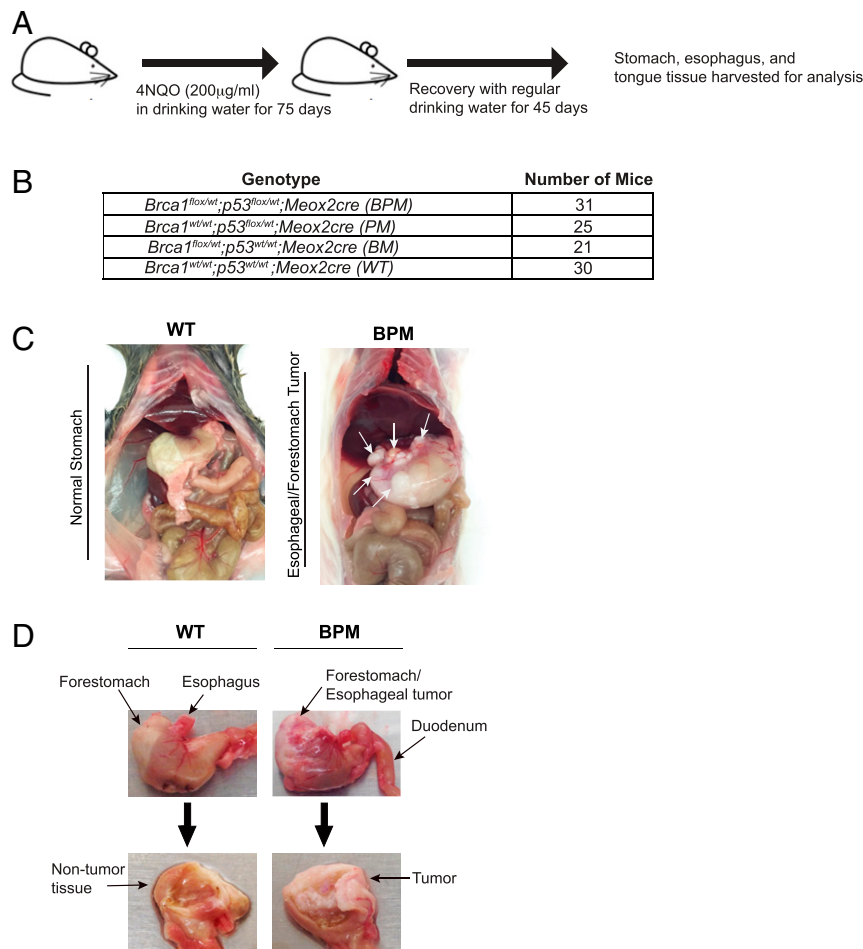 A
4NQO (200µg/ml)
in drinking water for 75 days
Recovery with regular
drinking water for 45 days
Stomach, esophagus, and
tongue tissue harvested for analysis
B
Genotype Number of Mice
Brca1flox/wt;p53flox/wt;Meox2cre (BPM) 31
Brca1wt/wt;p53flox/wt;Meox2cre (PM) 25
Brca1flox/wt;p53wt/wt;Meox2cre (BM) 21
Brca1wt/wt;p53wt/wt ;Meox2cre (WT) 30
C
WT
Normal Stomach
BPM
Esophageal/Forestomach Tumor
D
WT
BPM
Forestomach
Esophagus
Forestomach/
Esophageal tumor
Duodenum
Non-tumor
tissue
Tumor